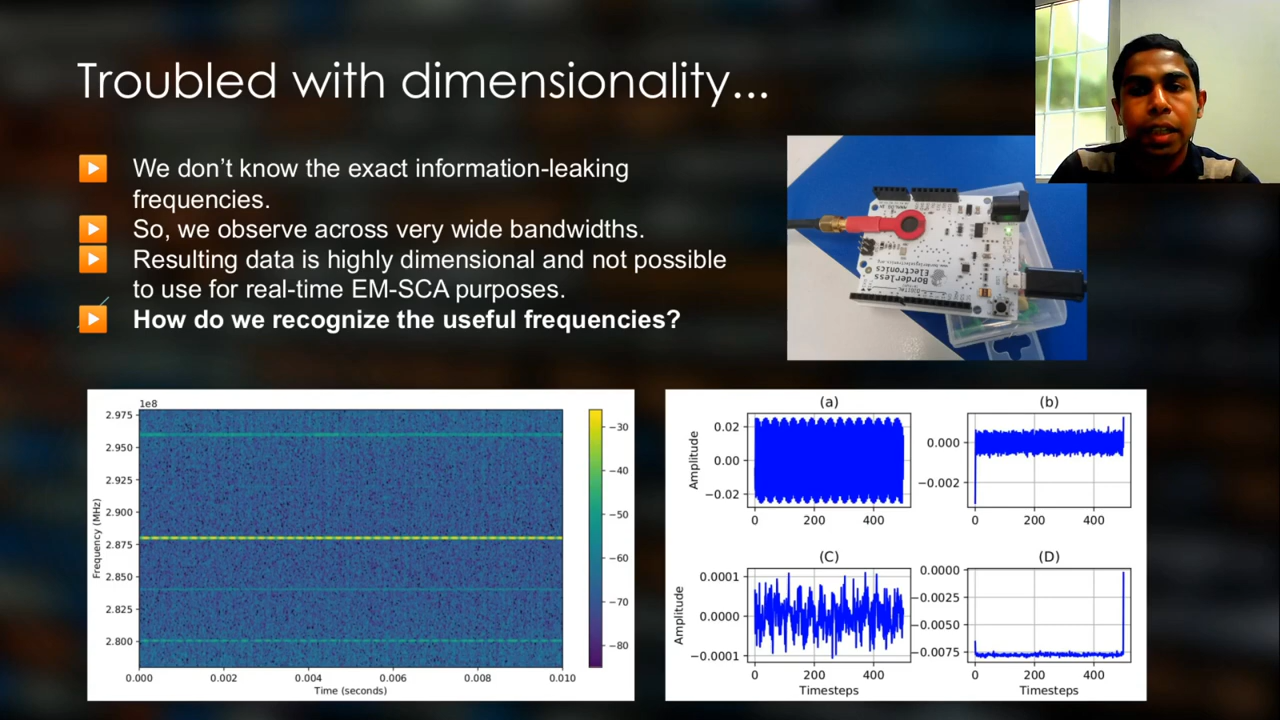 Troubled with dimensionality...
We don't know the exact information-leaking
frequencies.
So, we observe across very wide bandwidths.
Resulting data is highly dimensional and not possible
to use for real-time EM-SCA purposes.
How do we recognize the useful frequencies?
Borderless
Electronics
1e8
2.975
2.950
2.925
2.900
2.875
2.850
2.825
2.800
Frequency (MHz)
0.000 0.002 0.004 0.006 0.008 0.010
Time (seconds)
−30
−40
−50
−60
−70
−80
(a)
Amplitude
0.02
0.00
−0.02
0 200 400
(b)
0.000
−0.002
0 200 400
(C)
Amplitude
0.0001
0.0000
−0.0001
0 200 400
Timesteps
(D)
0.0000
−0.0025
−0.0050
−0.0075
0 200 400
Timesteps